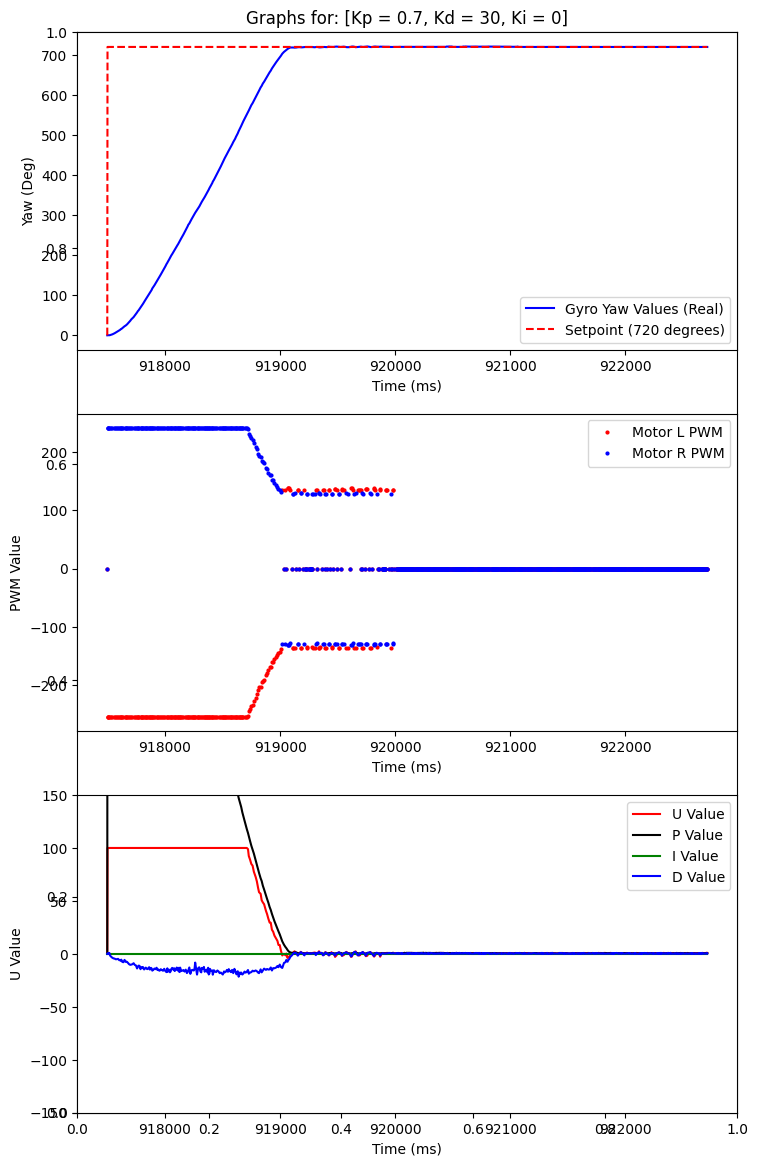 Graphs for: [Kp = 0.7, Kd = 30, Ki = 0]
1.0
700
600
500
400
300
0.8
200
100
0
Yaw (Deg)
Gyro Yaw Values (Real)
Setpoint (720 degrees)
918000 919000 920000 921000 922000
Time (ms)
200
0.6
100
0
−100
0.4
−200
PWM Value
Motor L PWM
Motor R PWM
918000 919000 920000 921000 922000
Time (ms)
150
100
0.2
50
0
−50
−100
−150
0.0
U Value
U Value
P Value
I Value
D Value
0.0 918000 0.2 919000 0.4 920000 0.6 921000 0.8 922000 1.0
Time (ms)